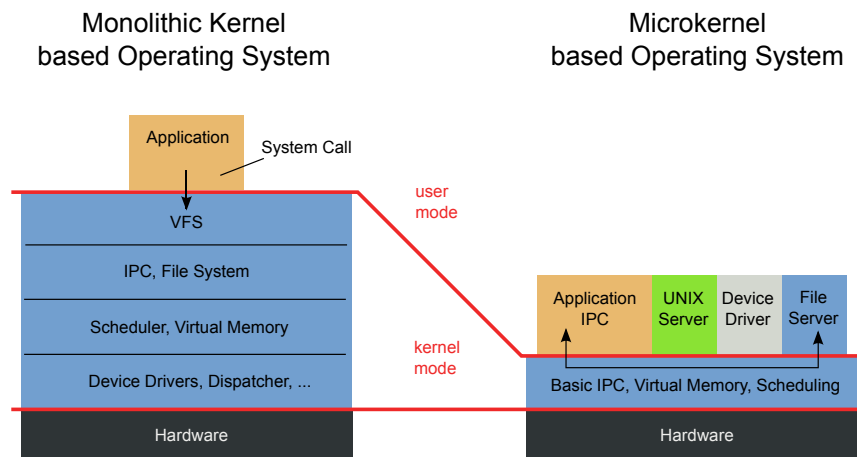 Monolithic Kernel
based Operating System
Microkernel
based Operating System
Application
System Call
user
mode
VFS
IPC, File System
Scheduler, Virtual Memory
Device Drivers, Dispatcher, ...
Hardware
kernel
mode
Application
IPC
UNIX
Server
Device
Driver
File
Server
Basic IPC, Virtual Memory, Scheduling
Hardware